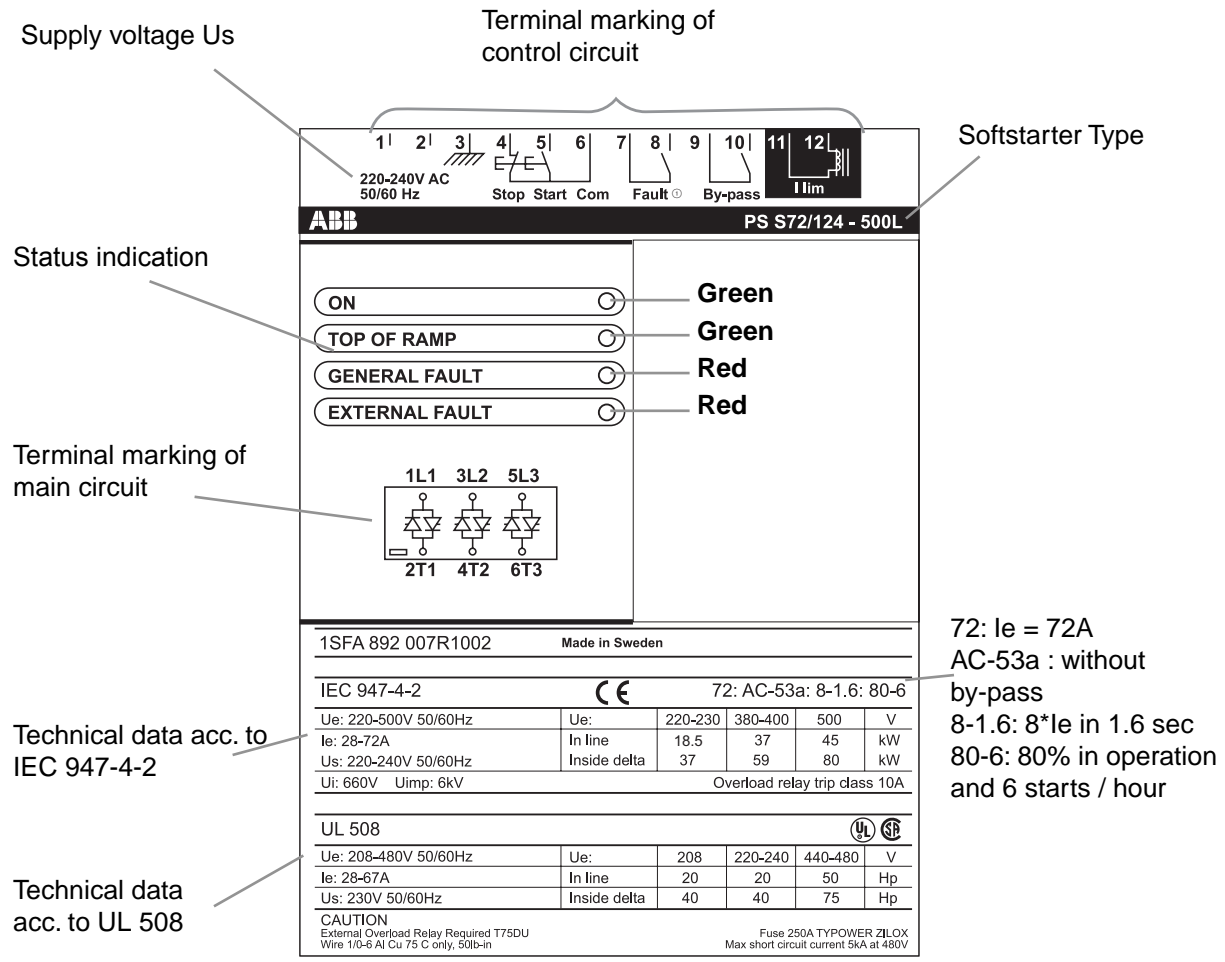 Supply voltage Us
Terminal marking of
control circuit
1 2 3 4 5 6 7 8 9 10 11 12
220-240V AC
50/60 Hz
Stop Start Com Fault ① By-pass I lim
Softstarter Type
ABB PS S72/124 - 500L
Status indication
ON Green
TOP OF RAMP Green
GENERAL FAULT Red
EXTERNAL FAULT Red
Terminal marking of
main circuit
1L1 3L2 5L3
2T1 4T2 6T3
1SFA 892 007R1002 Made in Sweden
IEC 947-4-2 CE 72: AC-53a: 8-1.6: 80-6
Ue: 220-500V 50/60Hz Ue: 220-230 380-400 500 V
Ie: 28-72A In line 18.5 37 45 kW
Us: 220-240V 50/60Hz Inside delta 37 59 80 kW
Ui: 660V Uimp: 6kV Overload relay trip class 10A
72: Ie = 72A
AC-53a : without
by-pass
8-1.6: 8*Ie in 1.6 sec
80-6: 80% in operation
and 6 starts / hour
Technical data acc. to
IEC 947-4-2
UL 508 UL SA
Ue: 208-480V 50/60Hz Ue: 208 220-240 440-480 V
Ie: 28-67A In line 20 20 50 Hp
Us: 230V 50/60Hz Inside delta 40 40 75 Hp
Technical data
acc. to UL 508
CAUTION
External Overload Relay Required T75DU Fuse 250A TYPOWER ZILOX
Wire 1/0-6 Al Cu 75 C only, 50lb-in Max short circuit current 5kA at 480V